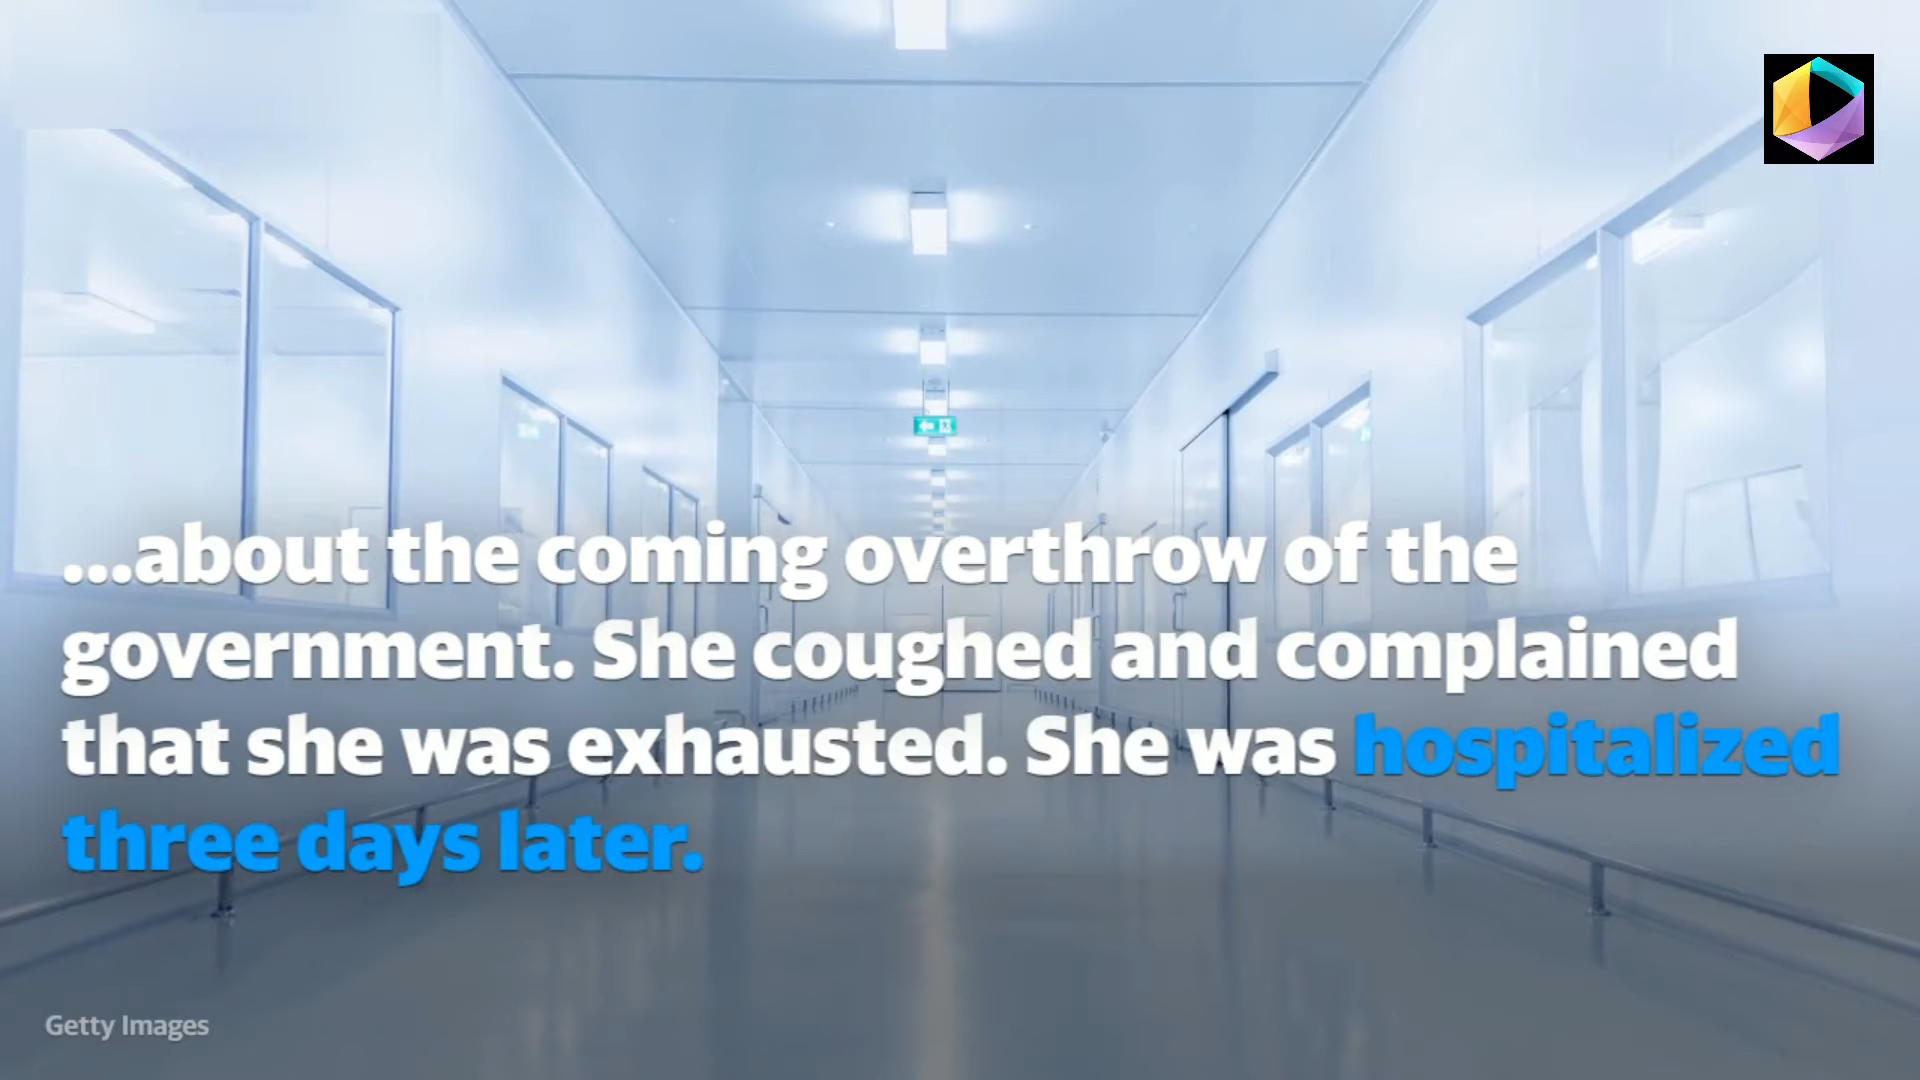 ...about the coming overthrow of the
government. She coughed and complained
that she was exhausted. She was hospitalized
three days later.
Getty Images